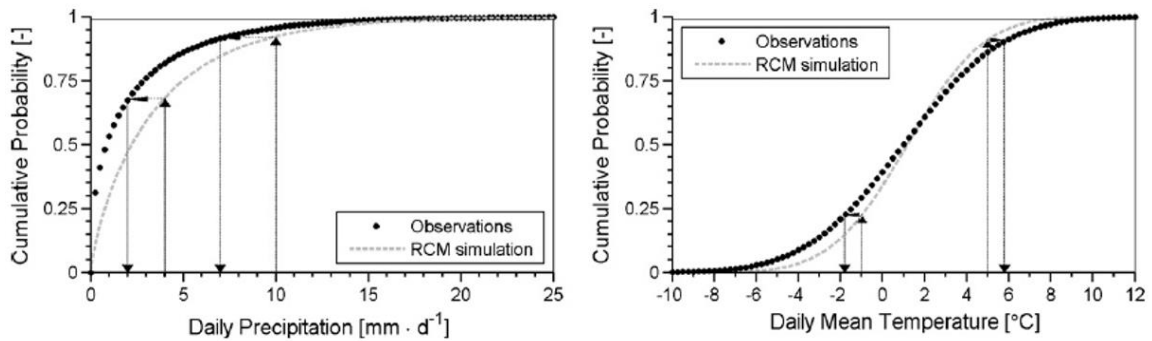 Cumulative Probability [-]
1
0.75
0.5
0.25
0
0 5 10 15 20 25
Daily Precipitation [mm · d⁻¹]
Observations
RCM simulation
Cumulative Probability [-]
1
0.75
0.5
0.25
0
-10 -8 -6 -4 -2 0 2 4 6 8 10 12
Daily Mean Temperature [°C]
Observations
RCM simulation